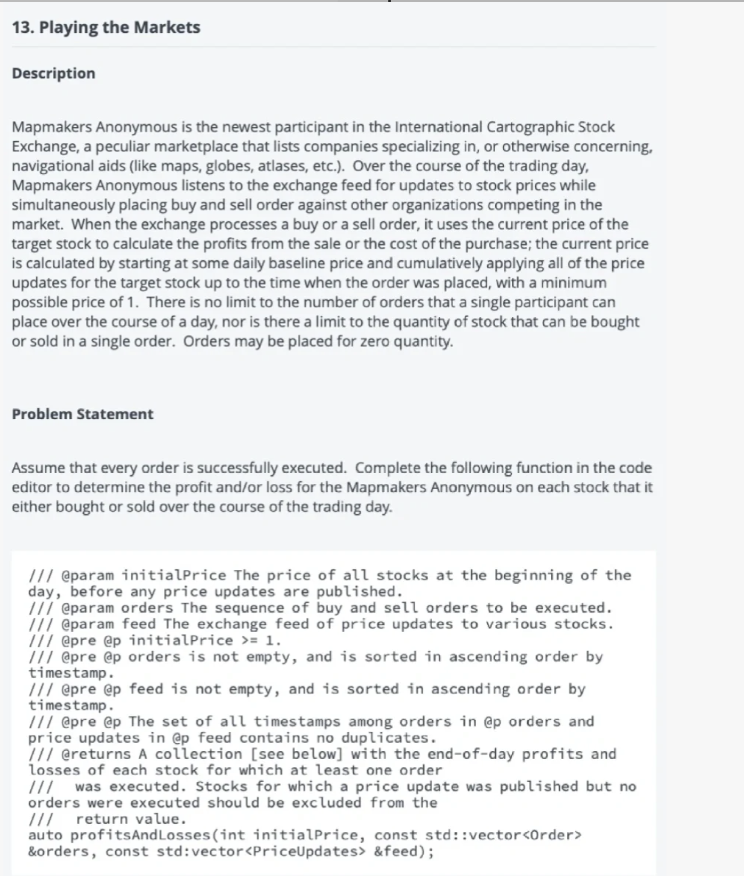 13. Playing the Markets
Description
Mapmakers Anonymous is the newest participant in the International Cartographic Stock
Exchange, a peculiar marketplace that lists companies specializing in, or otherwise concerning,
navigational aids (like maps, globes, atlases, etc.). Over the course of the trading day,
Mapmakers Anonymous listens to the exchange feed for updates to stock prices while
simultaneously placing buy and sell order against other organizations competing in the
market. When the exchange processes a buy or a sell order, it uses the current price of the
target stock to calculate the profits from the sale or the cost of the purchase; the current price
is calculated by starting at some daily baseline price and cumulatively applying all of the price
updates for the target stock up to the time when the order was placed, with a minimum
possible price of 1. There is no limit to the number of orders that a single participant can
place over the course of a day, nor is there a limit to the quantity of stock that can be bought
or sold in a single order. Orders may be placed for zero quantity.
Problem Statement
Assume that every order is successfully executed. Complete the following function in the code
editor to determine the profit and/or loss for the Mapmakers Anonymous on each stock that it
either bought or sold over the course of the trading day.
/// @param initialPrice The price of all stocks at the beginning of the
day, before any price updates are published.
/// @param orders The sequence of buy and sell orders to be executed.
/// @param feed The exchange feed of price updates to various stocks.
/// @pre @p initialPrice >= 1.
/// @pre @p orders is not empty, and is sorted in ascending order by
timestamp.
/// @pre @p feed is not empty, and is sorted in ascending order by
timestamp.
/// @pre @p The set of all timestamps among orders in @p orders and
price updates in @p feed contains no duplicates.
/// @returns A collection [see below] with the end-of-day profits and
losses of each stock for which at least one order
/// was executed. Stocks for which a price update was published but no
orders were executed should be excluded from the
/// return value.
auto profitsAndLosses(int initialPrice, const std::vector<Order>
&orders, const std:vector<PriceUpdates> &feed);